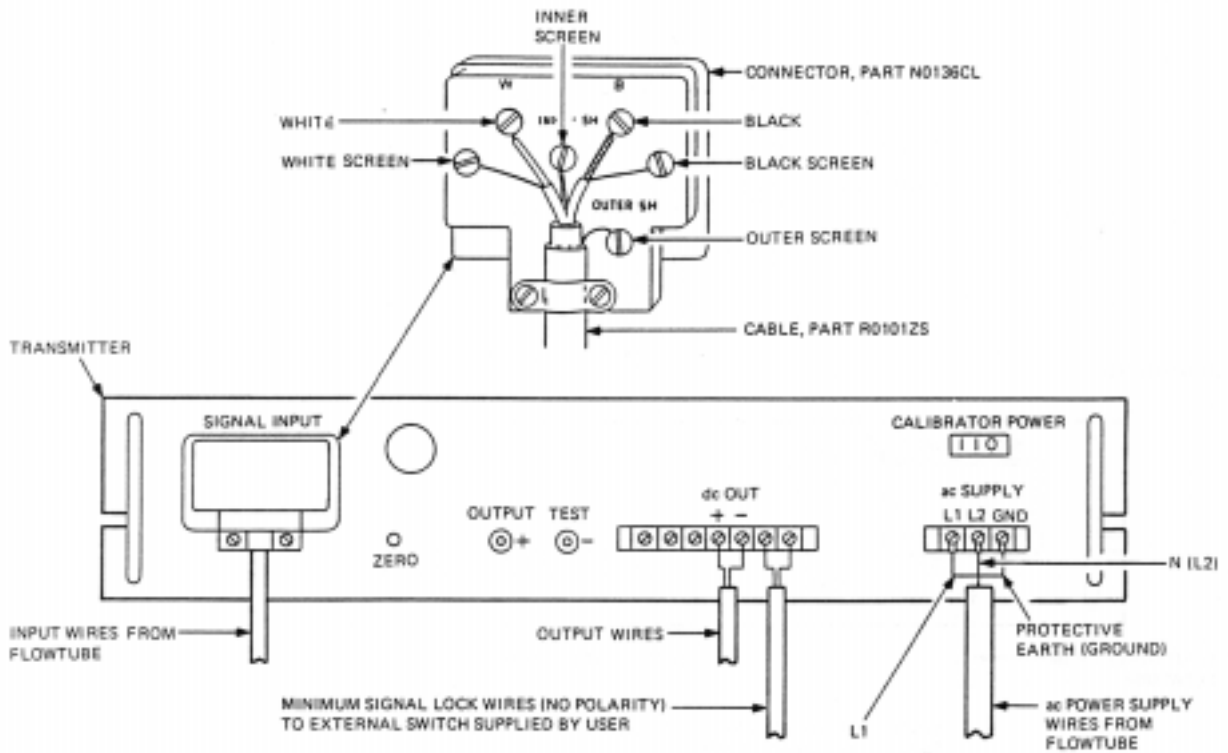 INNER
SCREEN
CONNECTOR, PART N0136CL
W
B
WHITE
SH
BLACK
WHITE SCREEN
BLACK SCREEN
OUTER SH
OUTER SCREEN
CABLE, PART R0101ZS
TRANSMITTER
SIGNAL INPUT
CALIBRATOR POWER
I I O
dc OUT
ac SUPPLY
+ −
L1 L2 GND
OUTPUT TEST
+ −
ZERO
N (L2)
INPUT WIRES FROM
FLOWTUBE
OUTPUT WIRES
PROTECTIVE
EARTH (GROUND)
MINIMUM SIGNAL LOCK WIRES (NO POLARITY)
TO EXTERNAL SWITCH SUPPLIED BY USER
L1
ac POWER SUPPLY
WIRES FROM
FLOWTUBE